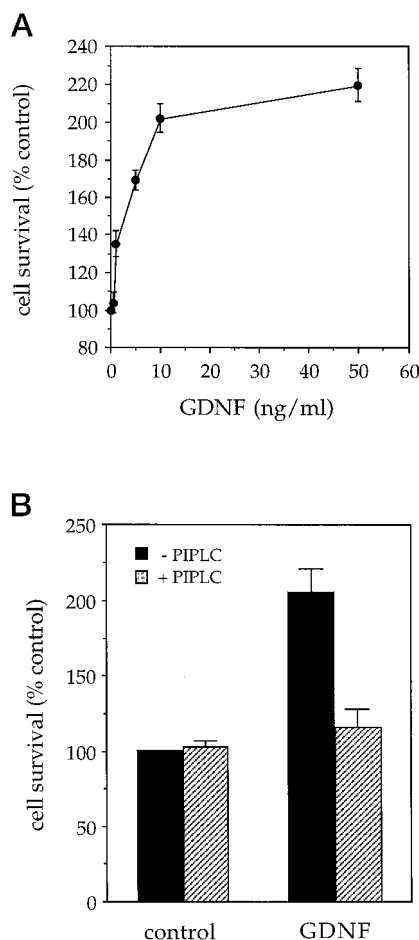 A
cell survival (% control)
240
220
200
180
160
140
120
100
80
0 10 20 30 40 50 60
GDNF (ng/ml)
B
cell survival (% control)
250
200
150
100
50
0
- PIPLC
+ PIPLC
control GDNF